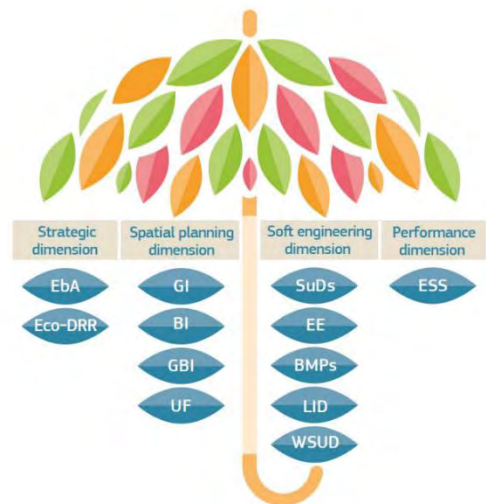 Strategic
dimension
EbA
Eco-DRR
Spatial planning
dimension
GI
BI
GBI
UF
Soft engineering
dimension
SuDs
EE
BMPs
LID
WSUD
Performance
dimension
ESS